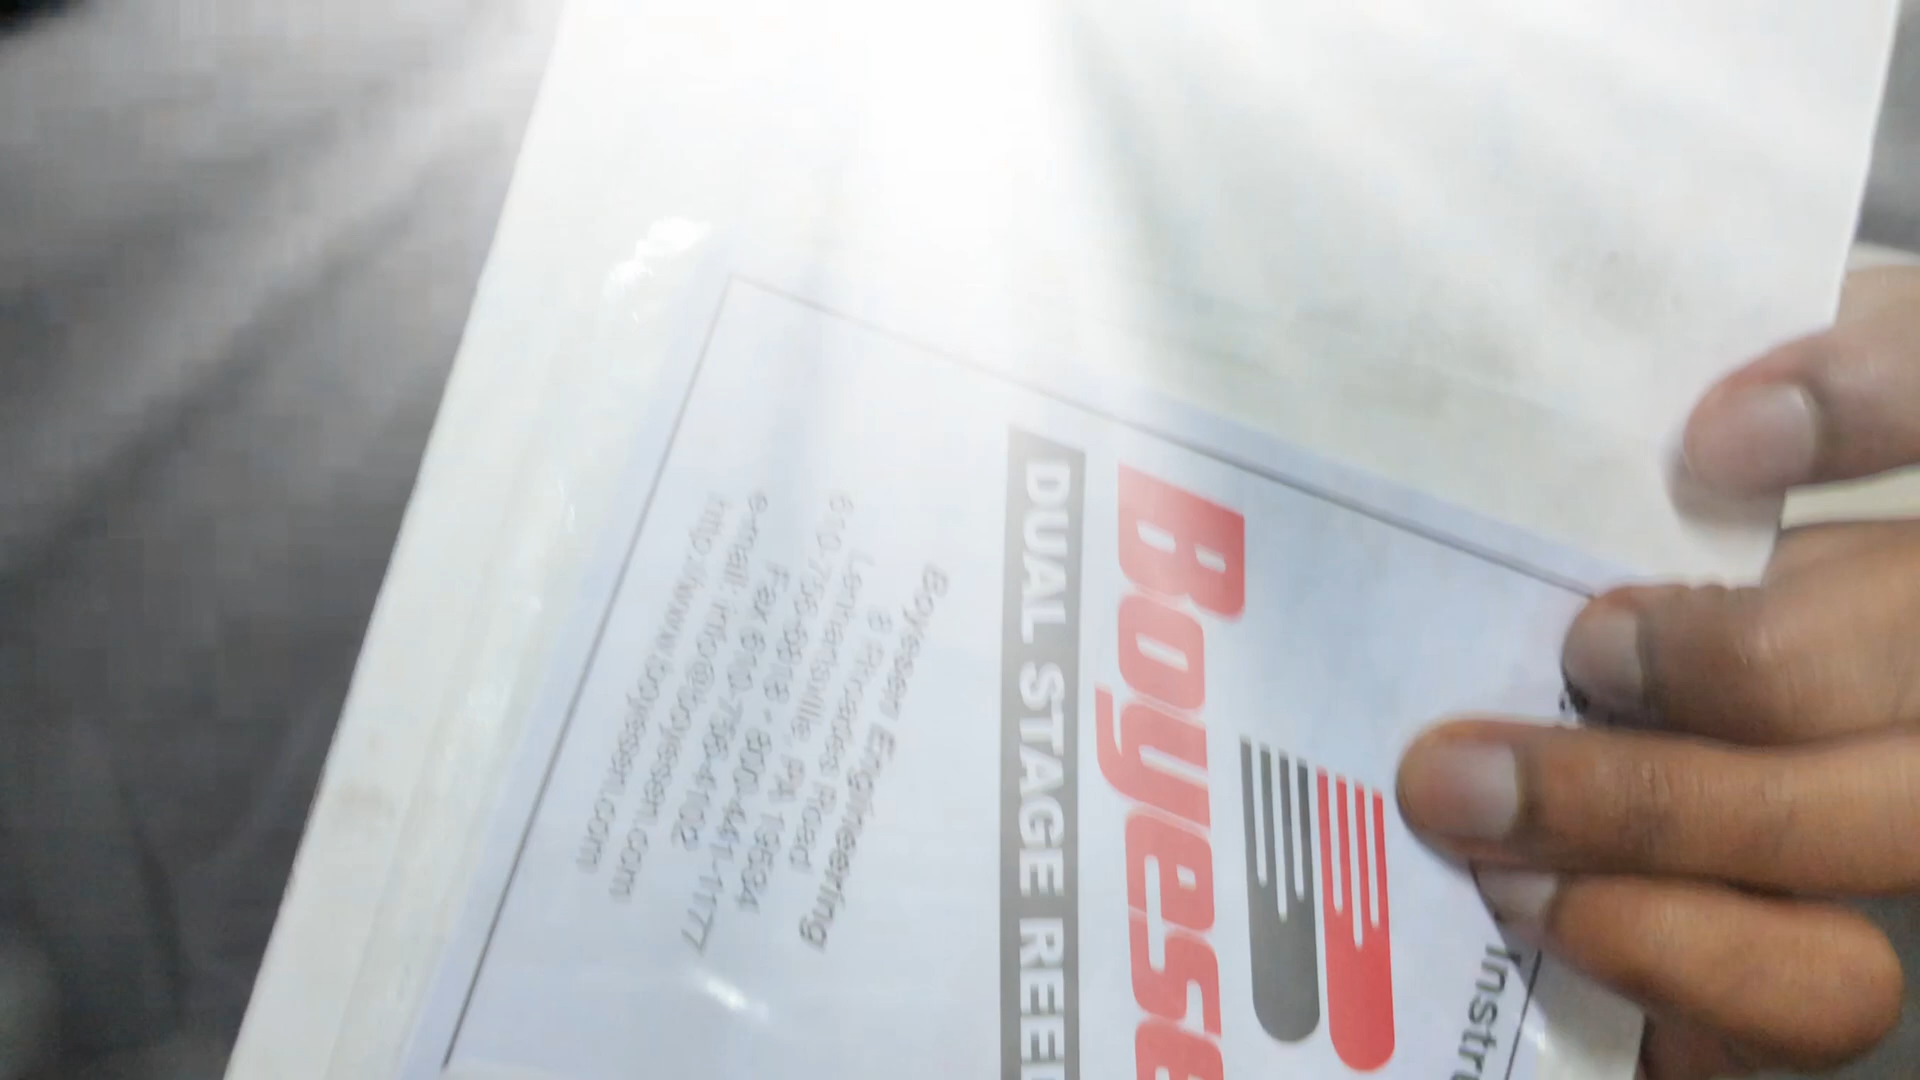 Instru
Boyese
DUAL STAGE REE
Boyesen Engineering
8 Rhoades Road
Lenhartsville, PA 19534
610-756-6818 • 800-441-1177
Fax 610-756-4102
e-mail: info@boyesen.com
http://www.boyesen.com